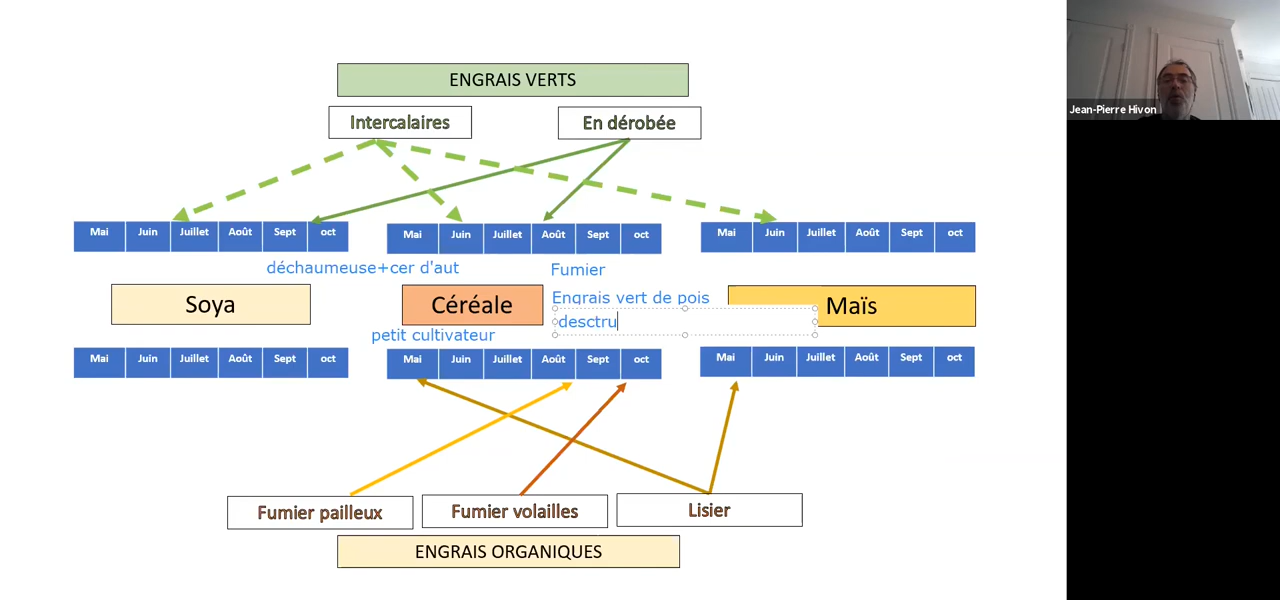 ENGRAIS VERTS
Jean-Pierre Hivon
Intercalaires
En dérobée
Mai Juin Juillet Août Sept oct
Mai Juin Juillet Août Sept oct
Mai Juin Juillet Août Sept oct
déchaumeuse+cer d'aut
Fumier
Engrais vert de pois
Soya
Céréale
Maïs
desctru
petit cultivateur
Mai Juin Juillet Août Sept oct
Mai Juin Juillet Août Sept oct
Mai Juin Juillet Août Sept oct
Fumier pailleux
Fumier volailles
Lisier
ENGRAIS ORGANIQUES